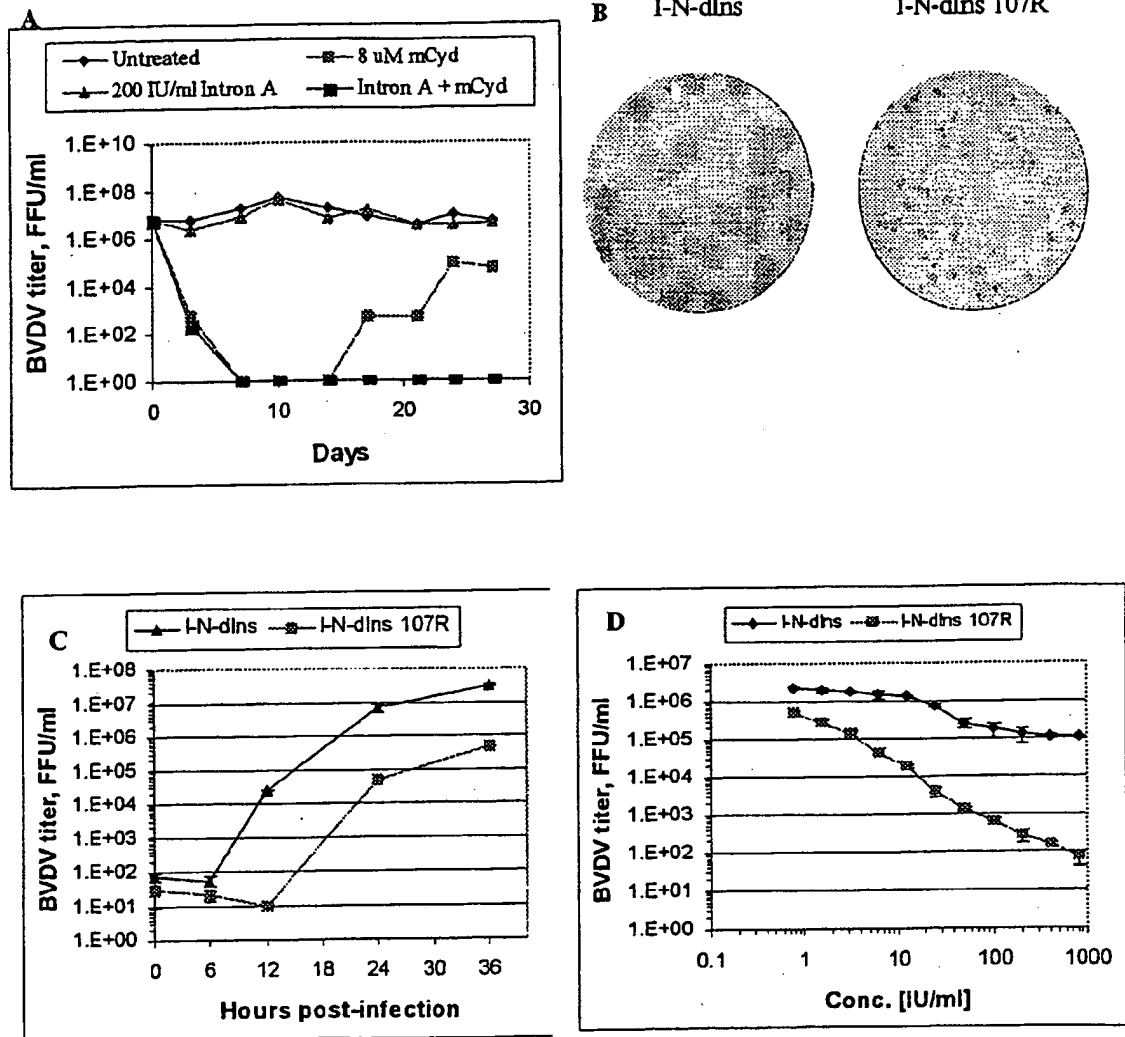 A
Untreated
8 uM mCyd
200 IU/ml Intron A
Intron A + mCyd
1.E+10
1.E+08
1.E+06
1.E+04
1.E+02
1.E+00
BVDV titer, FFU/ml
0
10
20
30
Days
B
I-N-dIns
I-N-dIns 107R
C
I-N-dIns
I-N-dIns 107R
1.E+08
1.E+07
1.E+06
1.E+05
1.E+04
1.E+03
1.E+02
1.E+01
1.E+00
BVDV titer, FFU/ml
0
6
12
18
24
30
36
Hours post-infection
D
I-N-dIns
I-N-dIns 107R
1.E+07
1.E+06
1.E+05
1.E+04
1.E+03
1.E+02
1.E+01
1.E+00
BVDV titer, FFU/ml
0.1
1
10
100
1000
Conc. [IU/ml]